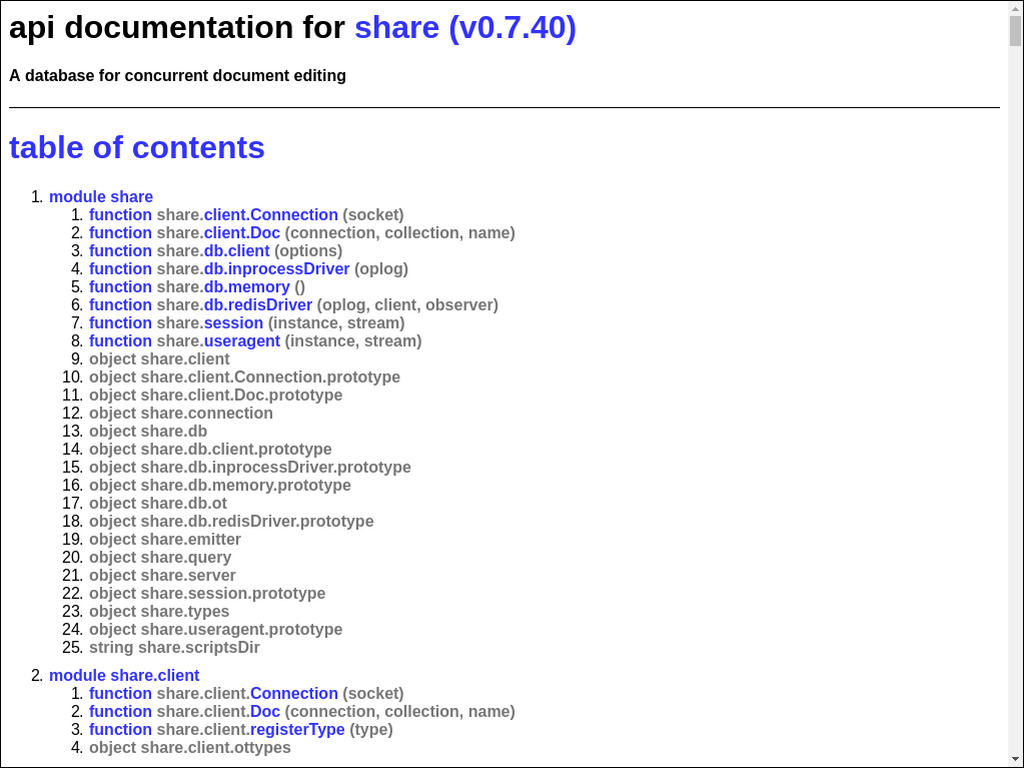 api documentation for share (v0.7.40)
A database for concurrent document editing
table of contents
1. module share
1. function share.client.Connection (socket)
2. function share.client.Doc (connection, collection, name)
3. function share.db.client (options)
4. function share.db.inprocessDriver (oplog)
5. function share.db.memory ()
6. function share.db.redisDriver (oplog, client, observer)
7. function share.session (instance, stream)
8. function share.useragent (instance, stream)
9. object share.client
10. object share.client.Connection.prototype
11. object share.client.Doc.prototype
12. object share.connection
13. object share.db
14. object share.db.client.prototype
15. object share.db.inprocessDriver.prototype
16. object share.db.memory.prototype
17. object share.db.ot
18. object share.db.redisDriver.prototype
19. object share.emitter
20. object share.query
21. object share.server
22. object share.session.prototype
23. object share.types
24. object share.useragent.prototype
25. string share.scriptsDir
2. module share.client
1. function share.client.Connection (socket)
2. function share.client.Doc (connection, collection, name)
3. function share.client.registerType (type)
4. object share.client.ottypes